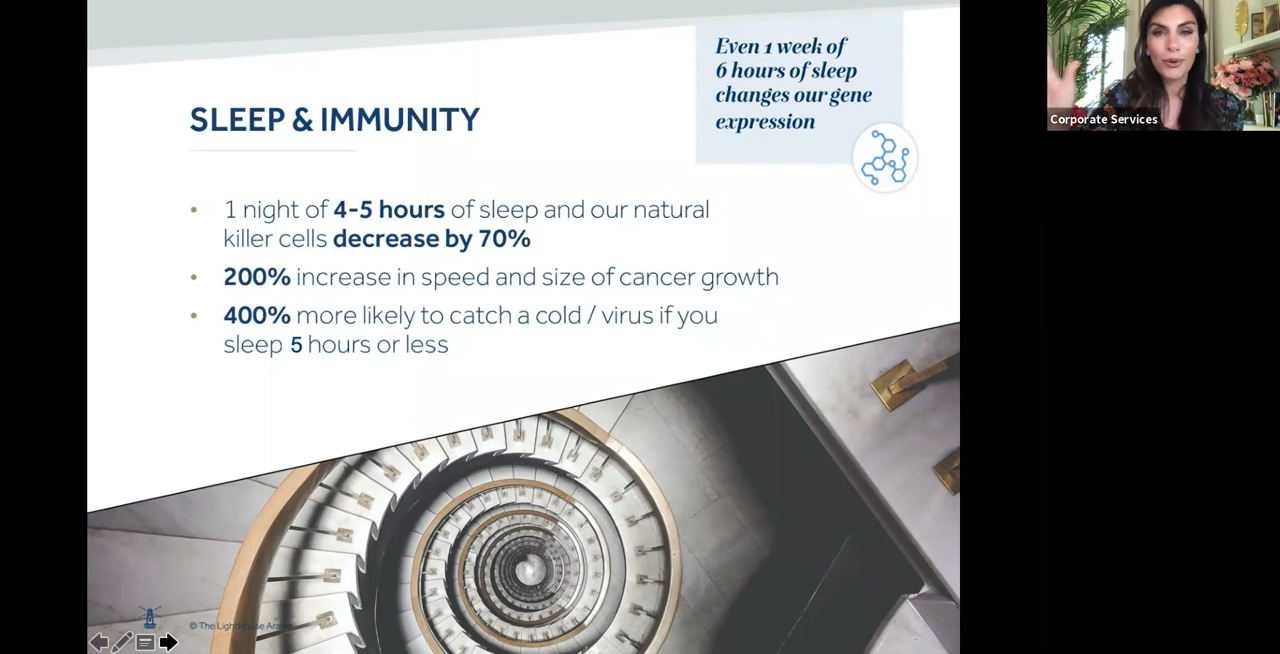 Even 1 week of
6 hours of sleep
changes our gene
expression
SLEEP & IMMUNITY
• 1 night of 4-5 hours of sleep and our natural
killer cells decrease by 70%
• 200% increase in speed and size of cancer growth
• 400% more likely to catch a cold / virus if you
sleep 5 hours or less
© The LightHouse
Corporate Services